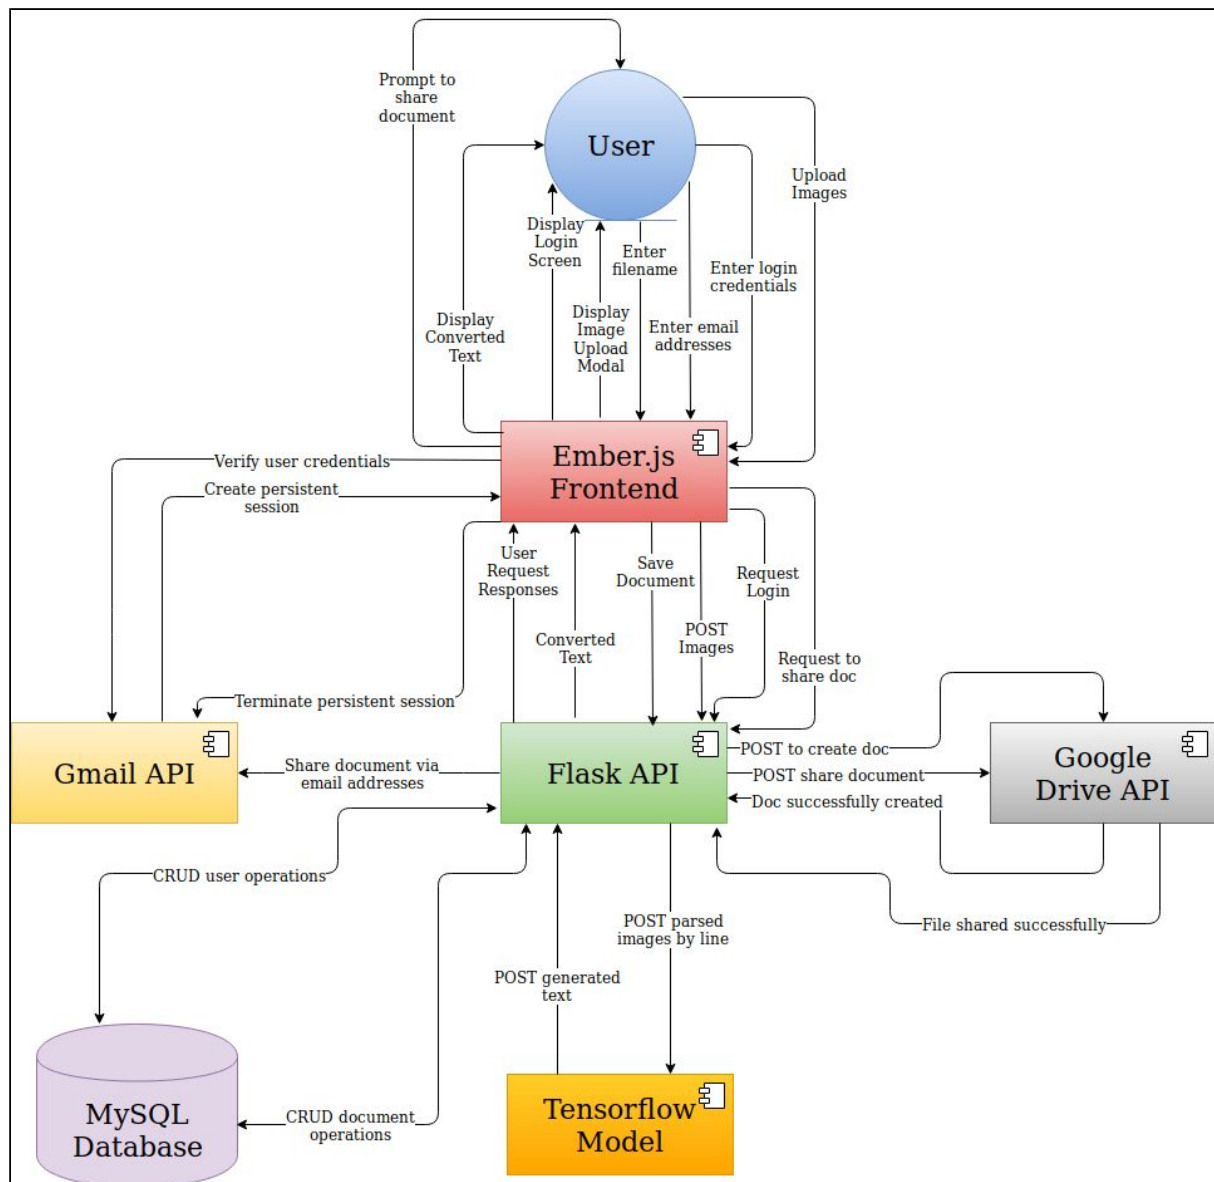 Prompt to
share
document
User
Upload
Images
Display
Login
Screen
Enter
filename
Enter login
credentials
Display
Converted
Text
Display
Image
Upload
Modal
Enter email
addresses
Ember.js
Frontend
Verify user credentials
Create persistent
session
User
Request
Responses
Save
Document
Request
Login
Converted
Text
POST
Images
Request to
share doc
Terminate persistent session
Gmail API
Share document via
email addresses
Flask API
POST to create doc
POST share document
Doc successfully created
Google
Drive API
CRUD user operations
POST parsed
images by line
File shared successfully
POST generated
text
MySQL
Database
CRUD document
operations
Tensorflow
Model